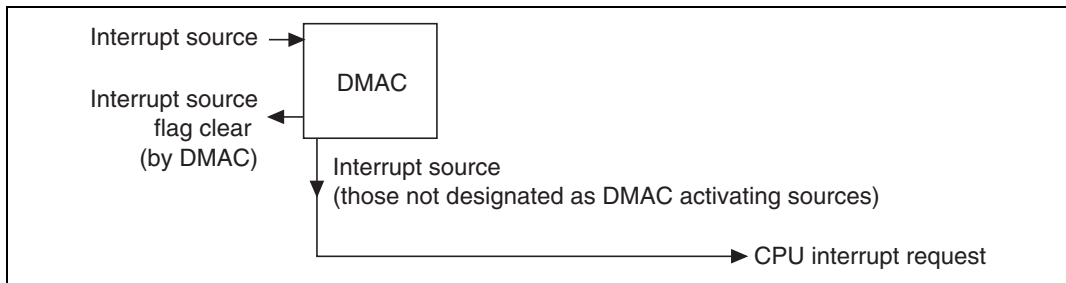 Interrupt source
DMAC
Interrupt source
flag clear
(by DMAC)
Interrupt source
(those not designated as DMAC activating sources)
CPU interrupt request